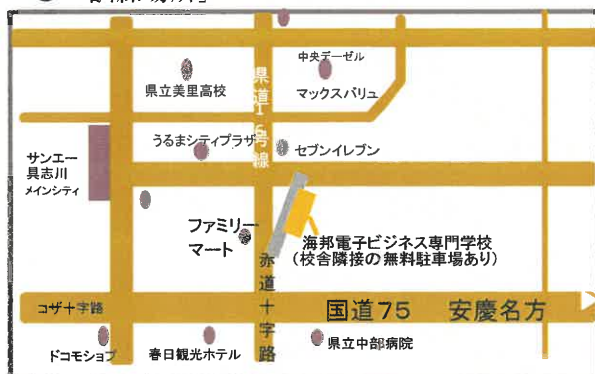 中央デーゼル
県立美里高校
マックスバリュ
県道16号線
うるまシティプラザ
セブンイレブン
サンエー
具志川
メインシティ
ファミリー
マート
海邦電子ビジネス専門学校
(校舎隣接の無料駐車場あり)
赤道十字路
コザ十字路
国道75 安慶名方
ドコモショプ
春日観光ホテル
県立中部病院